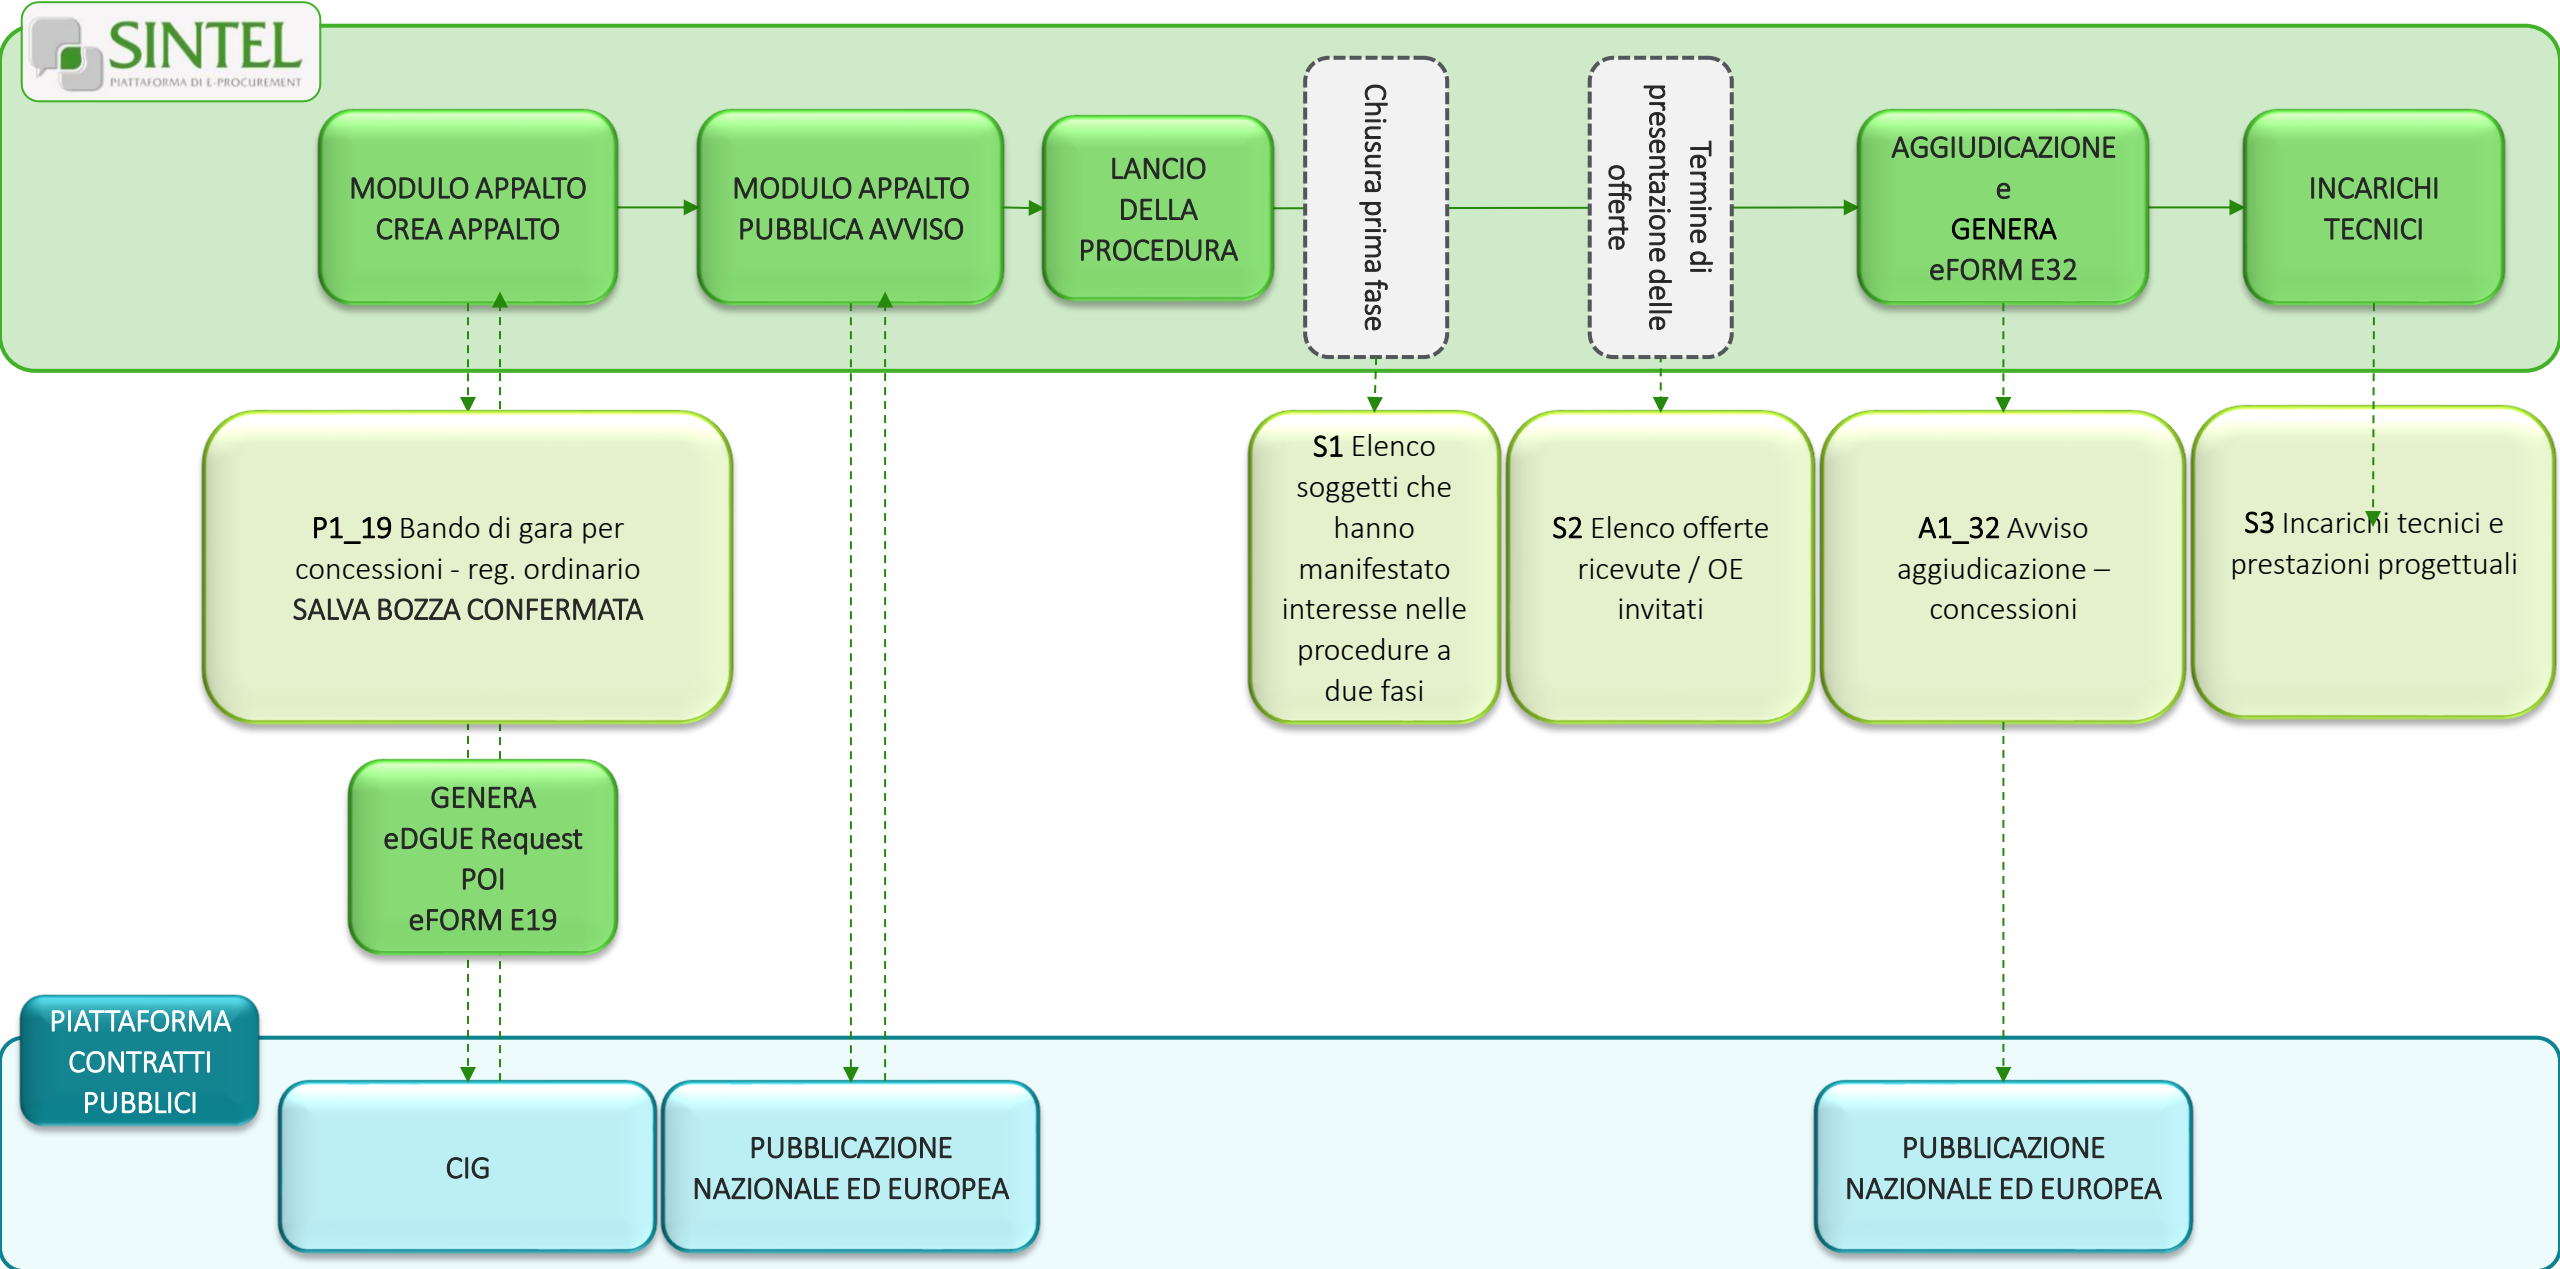 SINTEL
PIATTAFORMA DI E-PROCUREMENT
MODULO APPALTO
CREA APPALTO
MODULO APPALTO
PUBBLICA AVVISO
LANCIO
DELLA
PROCEDURA
Chiusura prima fase
Termine di
presentazione delle
offerte
AGGIUDICAZIONE
e
GENERA
eFORM E32
INCARICHI
TECNICI
P1_19 Bando di gara per
concessioni - reg. ordinario
SALVA BOZZA CONFERMATA
S1 Elenco
soggetti che
hanno
manifestato
interesse nelle
procedure a
due fasi
S2 Elenco offerte
ricevute / OE
invitati
A1_32 Avviso
aggiudicazione –
concessioni
S3 Incarichi tecnici e
prestazioni progettuali
GENERA
eDGUE Request
POI
eFORM E19
PIATTAFORMA
CONTRATTI
PUBBLICI
CIG
PUBBLICAZIONE
NAZIONALE ED EUROPEA
PUBBLICAZIONE
NAZIONALE ED EUROPEA